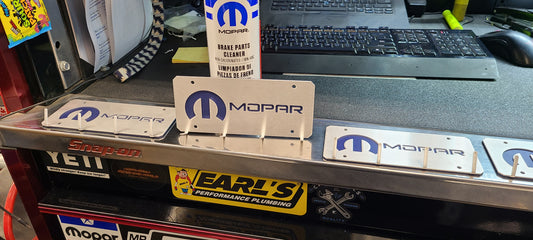 MOPAR
BRAKE PARTS
CLEANER
LIMPIADOR DE
PIEZAS DE FRENO
MOPAR
MOPAR
MOPAR
Snap-on
YETI
EARL'S
PERFORMANCE PLUMBING
mopar